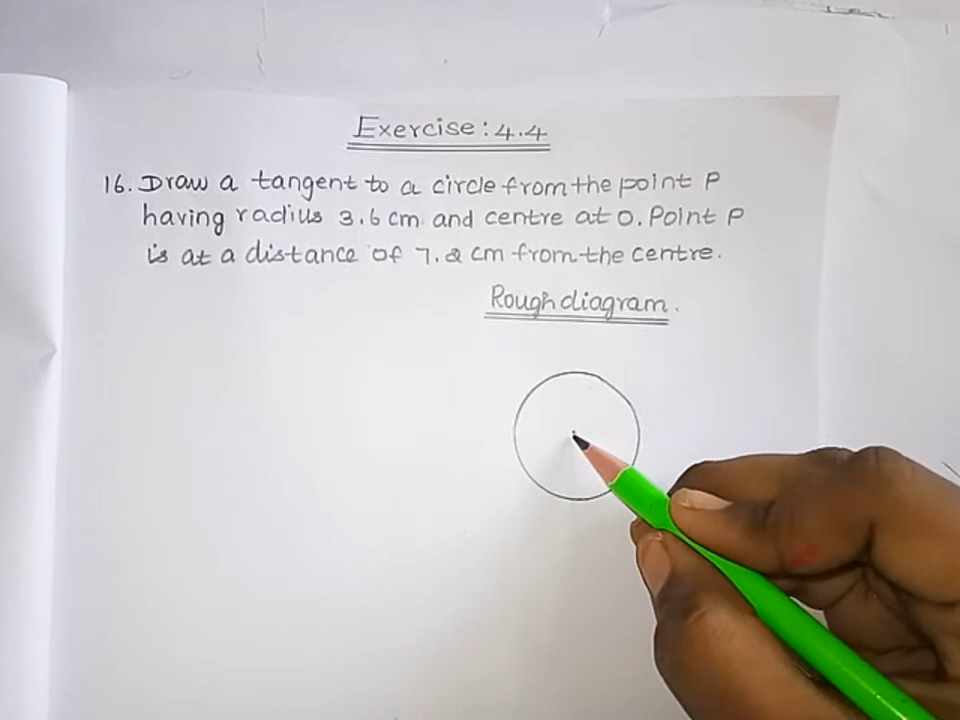 Exercise: 4.4
16. Draw a tangent to a circle from the point P
having radius 3.6 cm. and centre at O. Point P
is at a distance of 7.2 cm from the centre.
Rough diagram.